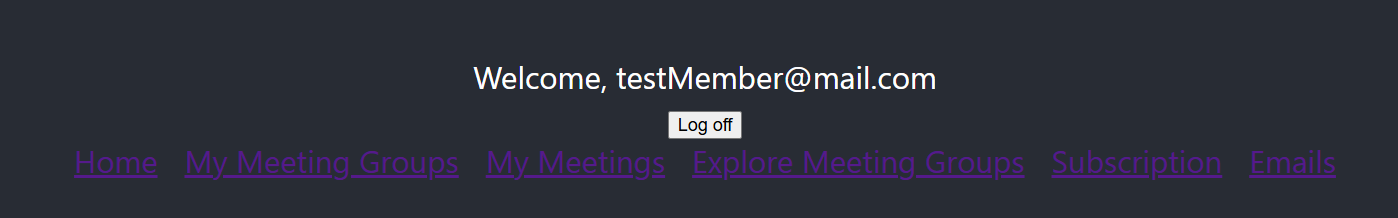 Welcome, testMember@mail.com
Log off
Home My Meeting Groups My Meetings Explore Meeting Groups Subscription Emails